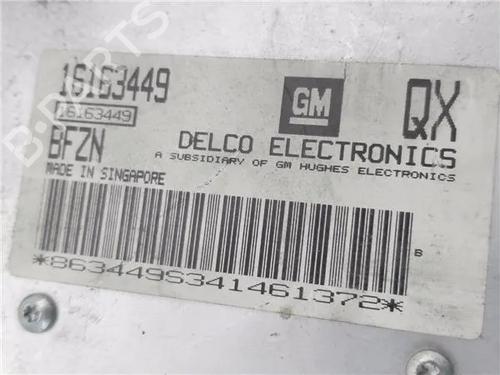 16163449
16163449
BFZN
MADE IN SINGAPORE
GM
QX
DELCO ELECTRONICS
A SUBSIDIARY OF GM HUGHES ELECTRONICS
B
*863449S341461372*
B-PARTS